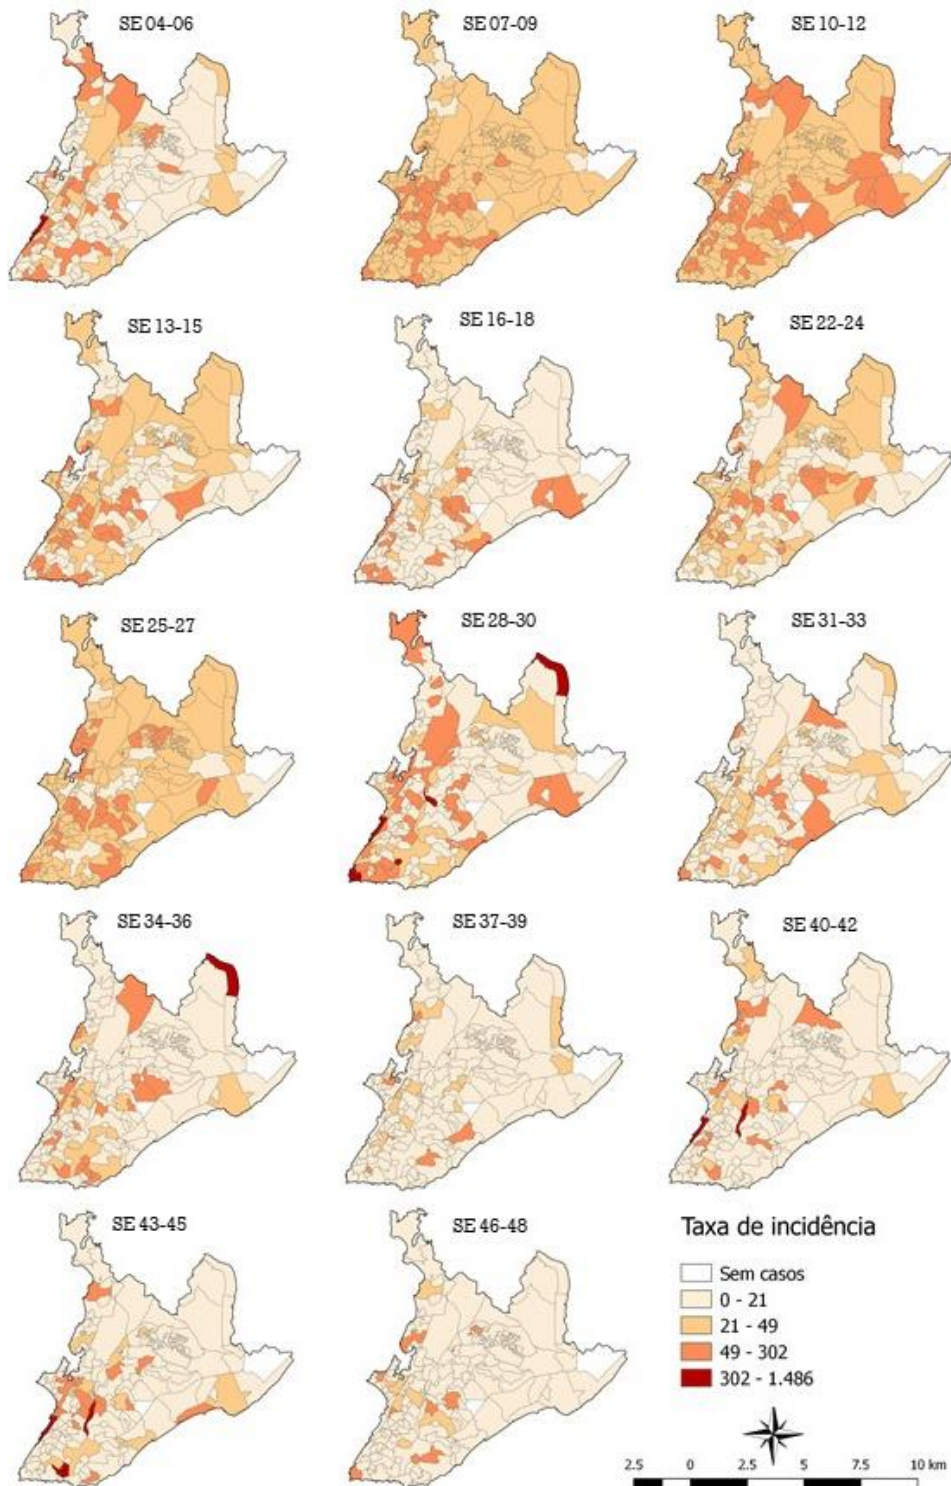 SE 04-06
SE 07-09
SE 10-12
SE 13-15
SE 16-18
SE 22-24
SE 25-27
SE 28-30
SE 31-33
SE 34-36
SE 37-39
SE 40-42
SE 43-45
SE 46-48
Taxa de incidência
Sem casos
0 - 21
21 - 49
49 - 302
302 - 1.486
2.5 0 2.5 5 7.5 10 km